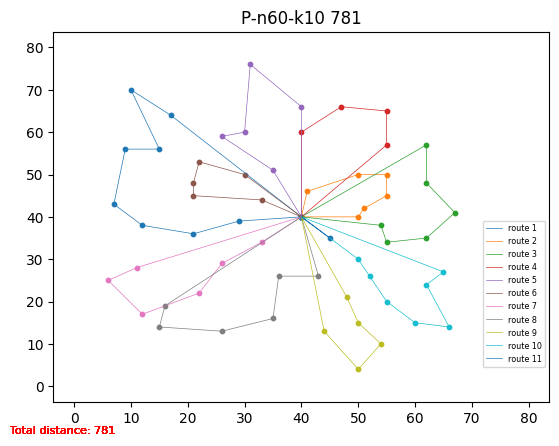 P-n60-k10 781
80
70
60
50
40
30
20
10
0
route 1
route 2
route 3
route 4
route 5
route 6
route 7
route 8
route 9
route 10
route 11
0 10 20 30 40 50 60 70 80
Total distance: 781